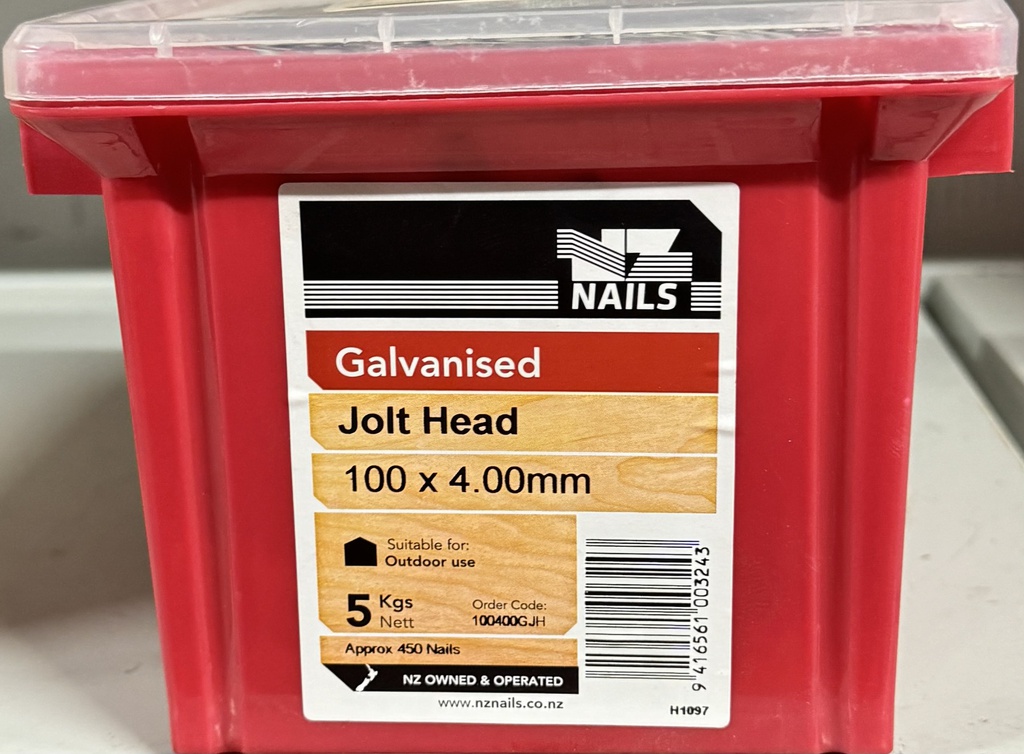 NZ
NAILS
Galvanised
Jolt Head
100 x 4.00mm
Suitable for:
Outdoor use
5 Kgs
Nett
Order Code:
100400GJH
Approx 450 Nails
NZ OWNED & OPERATED
www.nznails.co.nz
9 416561 003243
H1097